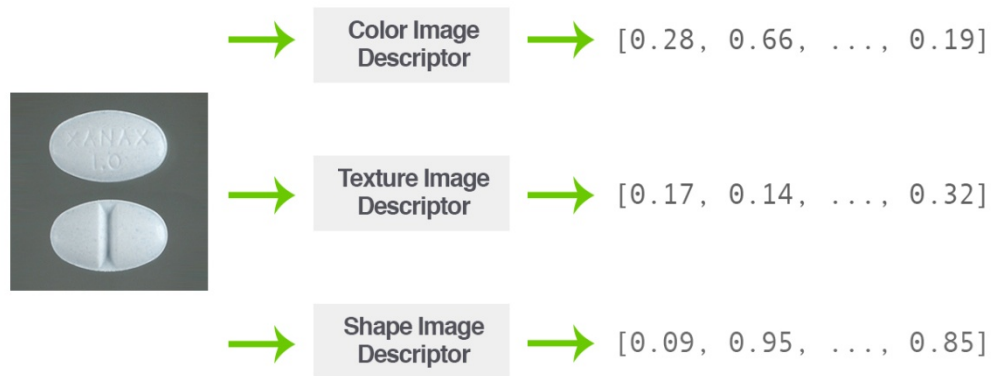 Color Image
Descriptor
[0.28, 0.66, ..., 0.19]
XANAX
1.0
Texture Image
Descriptor
[0.17, 0.14, ..., 0.32]
Shape Image
Descriptor
[0.09, 0.95, ..., 0.85]